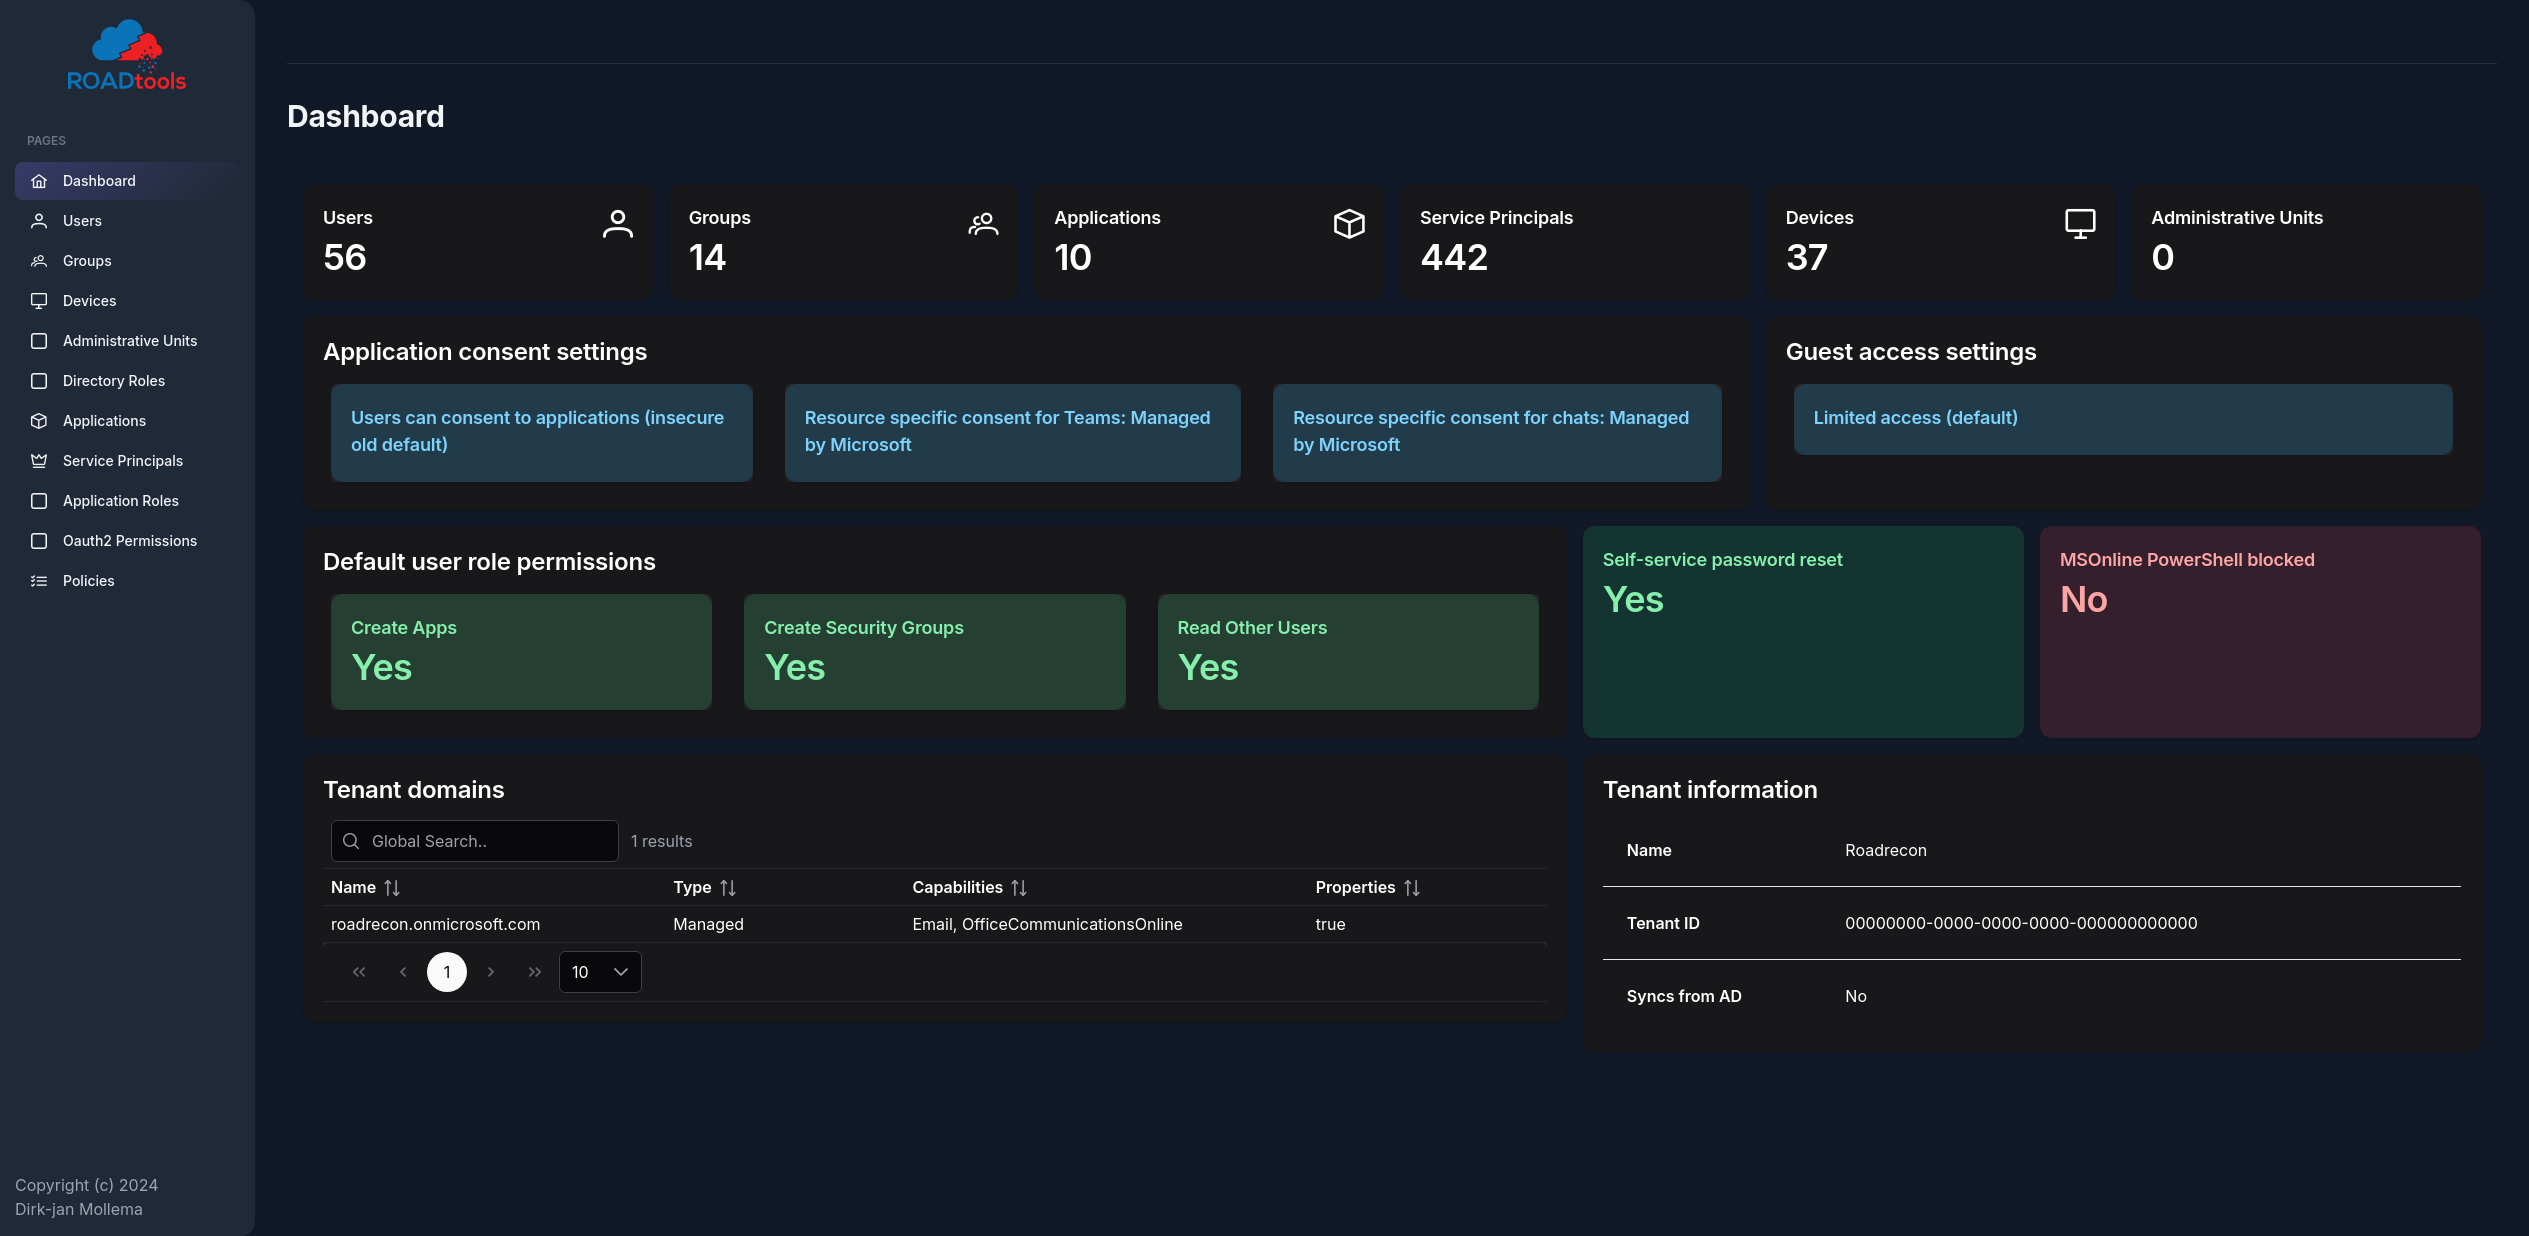 ROADtools
PAGES
Dashboard
Users
Groups
Devices
Administrative Units
Directory Roles
Applications
Service Principals
Application Roles
Oauth2 Permissions
Policies
Copyright (c) 2024
Dirk-jan Mollema
Dashboard
Users
56
Groups
14
Applications
10
Service Principals
442
Devices
37
Administrative Units
0
Application consent settings
Users can consent to applications (insecure
old default)
Resource specific consent for Teams: Managed
by Microsoft
Resource specific consent for chats: Managed
by Microsoft
Guest access settings
Limited access (default)
Default user role permissions
Create Apps
Yes
Create Security Groups
Yes
Read Other Users
Yes
Self-service password reset
Yes
MSOnline PowerShell blocked
No
Tenant domains
Global Search..
1 results
Name Type Capabilities Properties
roadrecon.onmicrosoft.com Managed Email, OfficeCommunicationsOnline true
1 10
Tenant information
Name Roadrecon
Tenant ID 00000000-0000-0000-0000-000000000000
Syncs from AD No